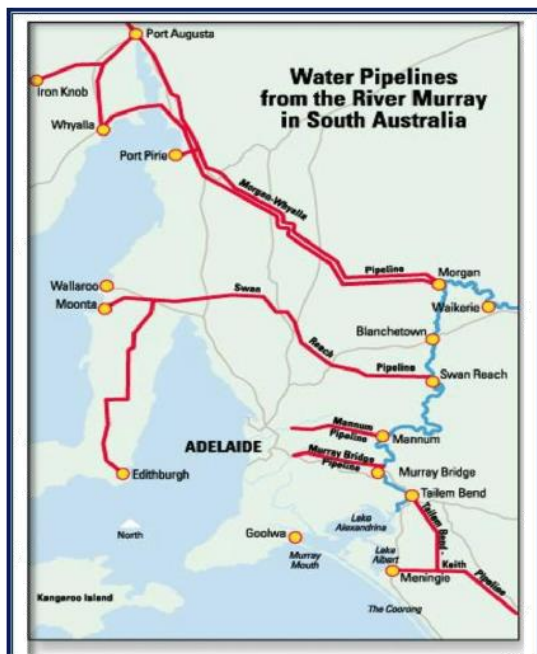 Port Augusta
Water Pipelines
from the River Murray
in South Australia
Iron Knob
Whyalla
Port Pirie
Morgan-Whyalla
Pipeline
Morgan
Wallaroo
Moonta
Swan
Reach
Pipeline
Waikerie
Blanchetown
Swan Reach
Mannum
Pipeline
Mannum
ADELAIDE
Murray Bridge
Pipeline
Murray Bridge
Edithburgh
Tailem Bend
Tailem Bend -
Keith
Pipeline
North
Goolwa
Lake
Alexandrina
Murray
Mouth
Lake
Albert
Meningie
Kangaroo Island
The Coorong